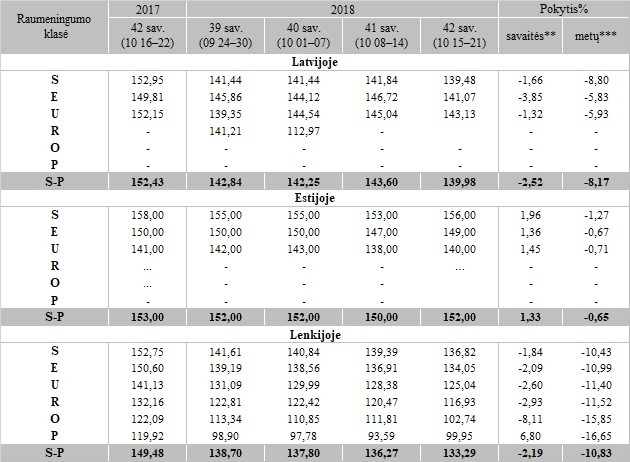 Raumeningumo klasė 2017 2018 Pokytis%
42 sav. (10 16–22) 39 sav. (09 24–30) 40 sav. (10 01–07) 41 sav. (10 08–14) 42 sav. (10 15–21) savaitės** metų***
Latvijoje
S 152,95 141,44 141,44 141,84 139,48 -1,66 -8,80
E 149,81 145,86 144,12 146,72 141,07 -3,85 -5,83
U 152,15 139,35 144,54 145,04 143,13 -1,32 -5,93
R - 141,21 112,97 - - - -
O - - - - - - -
P - - - - - - -
S-P 152,43 142,84 142,25 143,60 139,98 -2,52 -8,17
Estijoje
S 158,00 155,00 155,00 153,00 156,00 1,96 -1,27
E 150,00 150,00 150,00 147,00 149,00 1,36 -0,67
U 141,00 142,00 143,00 138,00 140,00 1,45 -0,71
R ... - - - ... - -
O ... - - - - - -
P - - - - - - -
S-P 153,00 152,00 152,00 150,00 152,00 1,33 -0,65
Lenkijoje
S 152,75 141,61 140,84 139,39 136,82 -1,84 -10,43
E 150,60 139,19 138,56 136,91 134,05 -2,09 -10,99
U 141,13 131,09 129,99 128,38 125,04 -2,60 -11,40
R 132,16 122,81 122,42 120,47 116,93 -2,93 -11,52
O 122,09 113,34 110,85 111,81 102,74 -8,11 -15,85
P 119,92 98,90 97,78 93,59 99,95 6,80 -16,65
S-P 149,48 138,70 137,80 136,27 133,29 -2,19 -10,83